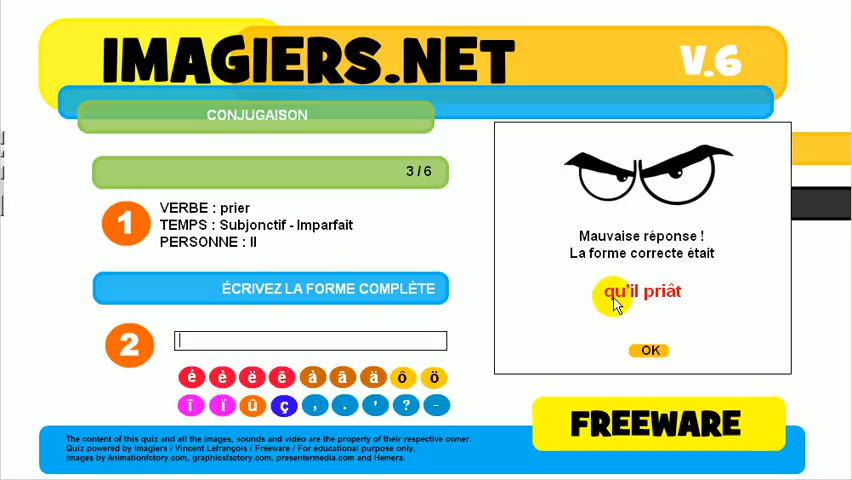 IMAGIERS.NET
V.6
CONJUGAISON
3 / 6
1
VERBE : prier
TEMPS : Subjonctif - Imparfait
PERSONNE : Il
ÉCRIVEZ LA FORME COMPLÈTE
2
é è ë ê à â ä ô ö
î ï û ç , . ' ? -
Mauvaise réponse !
La forme correcte était
qu'il priât
OK
FREEWARE
The content of this quiz and all the images, sounds and video are the property of their respective owner.
Quiz powered by Imagiers / Vincent Lefrançois / Freeware / For educational purpose only.
Images by Animationfctory.com, graphicsfactory.com, presentermedia.com and Hemera.